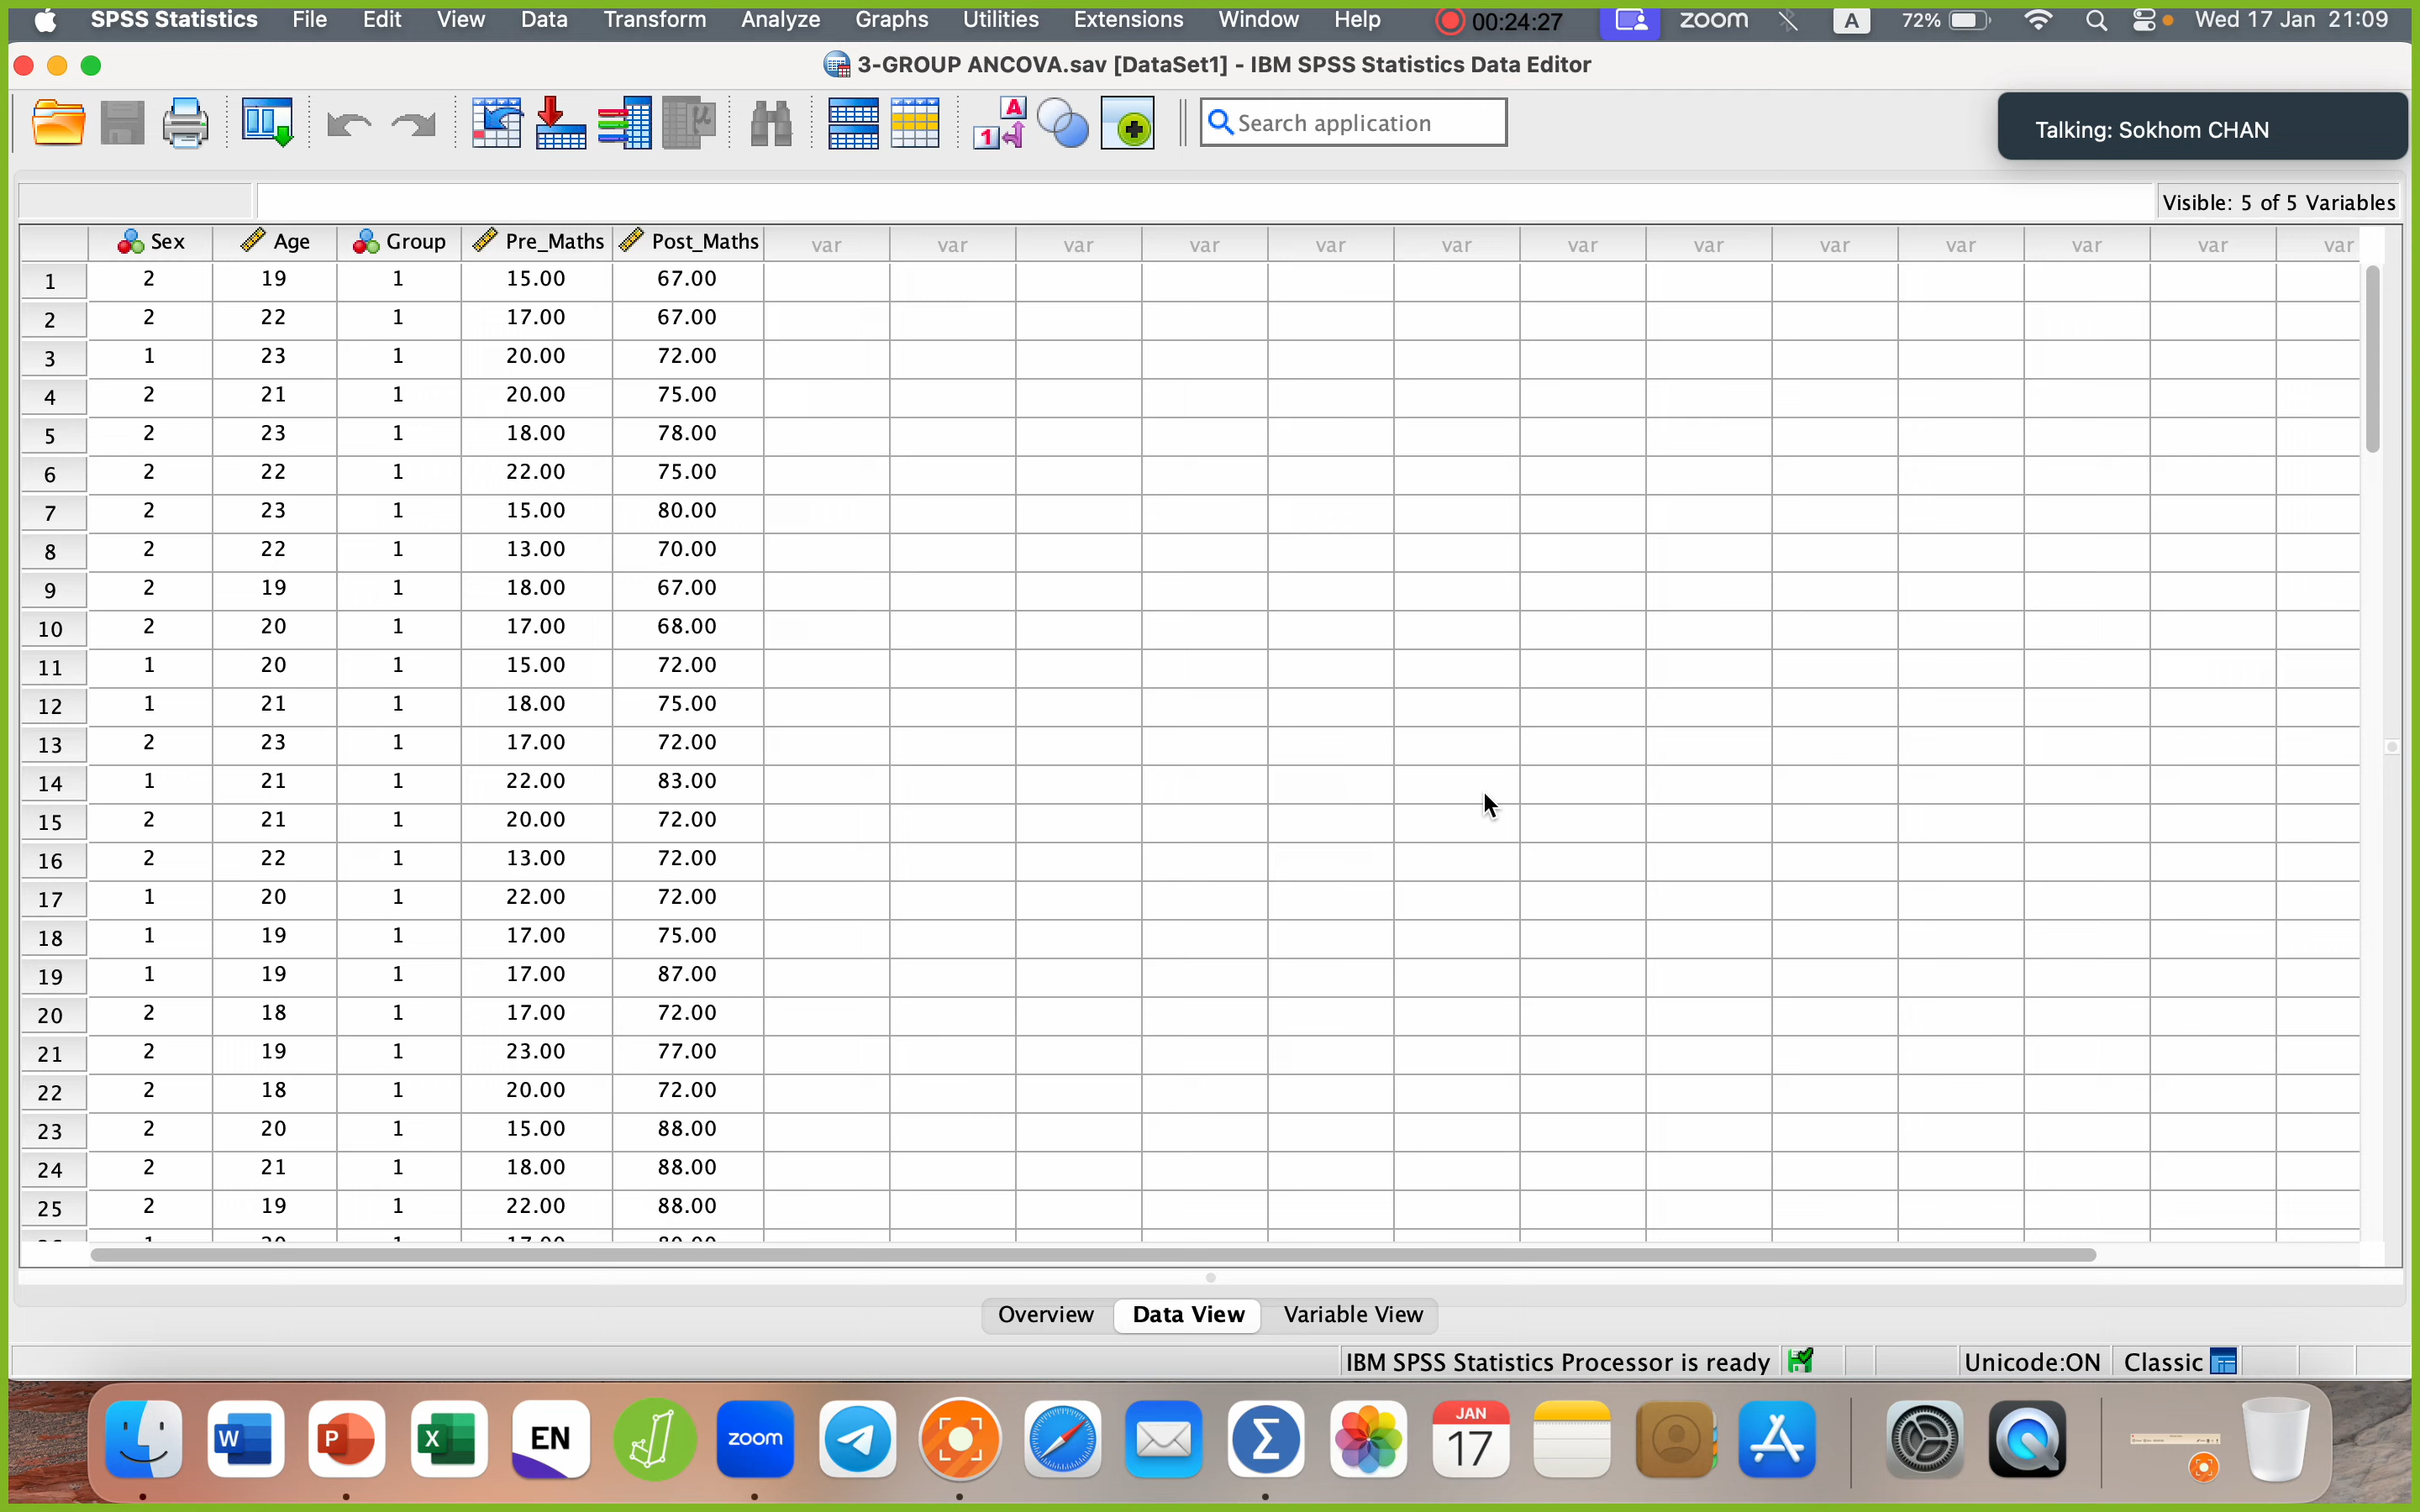 SPSS Statistics File Edit View Data Transform Analyze Graphs Utilities Extensions Window Help 00:24:27 zoom A 72% Wed 17 Jan 21:09
3-GROUP ANCOVA.sav [DataSet1] - IBM SPSS Statistics Data Editor
Search application
Talking: Sokhom CHAN
Visible: 5 of 5 Variables
Sex Age Group Pre_Maths Post_Maths var var var var var var var var var var var var var
1 2 19 1 15.00 67.00
2 2 22 1 17.00 67.00
3 1 23 1 20.00 72.00
4 2 21 1 20.00 75.00
5 2 23 1 18.00 78.00
6 2 22 1 22.00 75.00
7 2 23 1 15.00 80.00
8 2 22 1 13.00 70.00
9 2 19 1 18.00 67.00
10 2 20 1 17.00 68.00
11 1 20 1 15.00 72.00
12 1 21 1 18.00 75.00
13 2 23 1 17.00 72.00
14 1 21 1 22.00 83.00
15 2 21 1 20.00 72.00
16 2 22 1 13.00 72.00
17 1 20 1 22.00 72.00
18 1 19 1 17.00 75.00
19 1 19 1 17.00 87.00
20 2 18 1 17.00 72.00
21 2 19 1 23.00 77.00
22 2 18 1 20.00 72.00
23 2 20 1 15.00 88.00
24 2 21 1 18.00 88.00
25 2 19 1 22.00 88.00
Overview Data View Variable View
IBM SPSS Statistics Processor is ready Unicode:ON Classic
W P X EN zoom Σ JAN 17